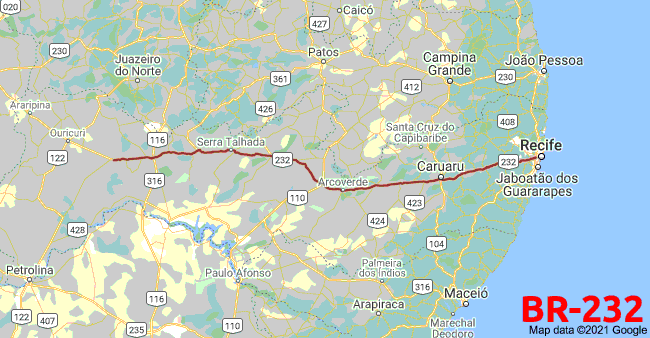 020
427
Caicó
230
Patos
Campina
Grande
João Pessoa
230
Juazeiro
do Norte
361
412
Araripina
426
408
Ouricuri
116
Serra Talhada
Santa Cruz do
Capibaribe
122
232
Caruaru
232
Recife
316
Arcoverde
Jaboatão dos
Guararapes
110
423
424
428
104
Petrolina
Paulo Afonso
Palmeira
dos Índios
316
Maceió
Arapiraca
116
110
122
407
235
Marechal
Deodoro
BR-232
Map data ©2021 Google